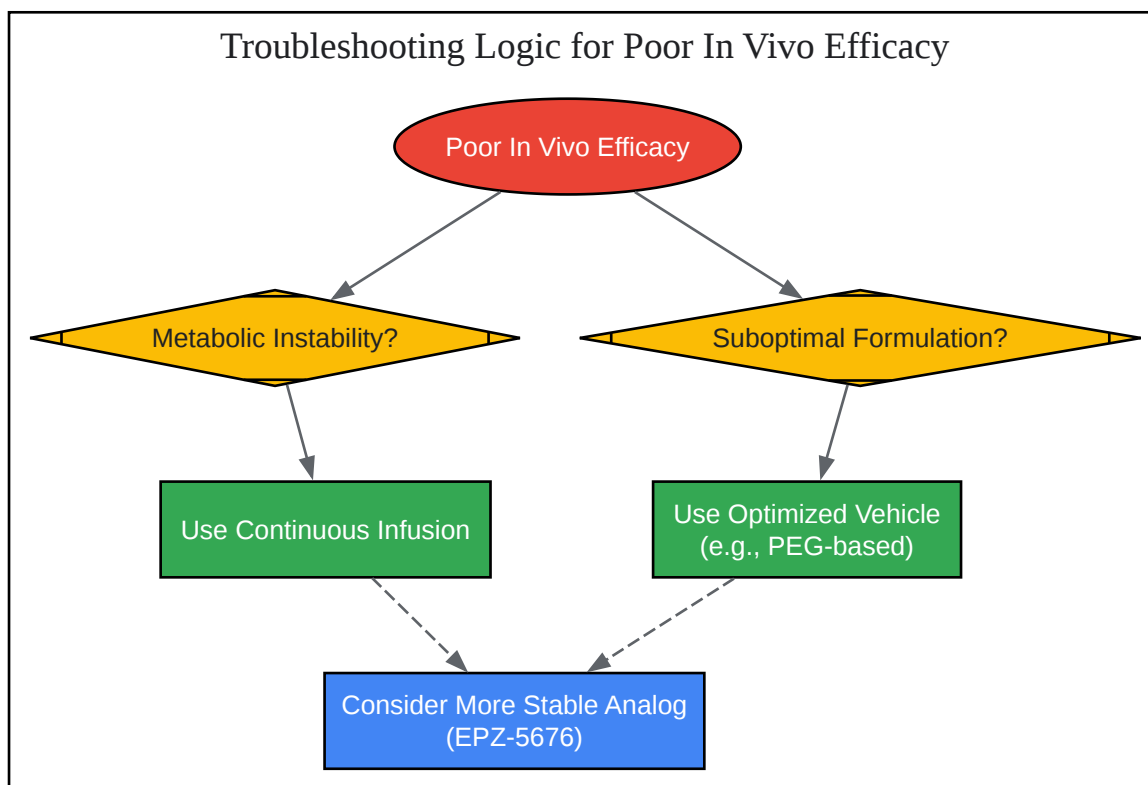 Troubleshooting Logic for Poor In Vivo Efficacy
Poor In Vivo Efficacy
Metabolic Instability?
Suboptimal Formulation?
Use Continuous Infusion
Use Optimized Vehicle
(e.g., PEG-based)
Consider More Stable Analog
(EPZ-5676)